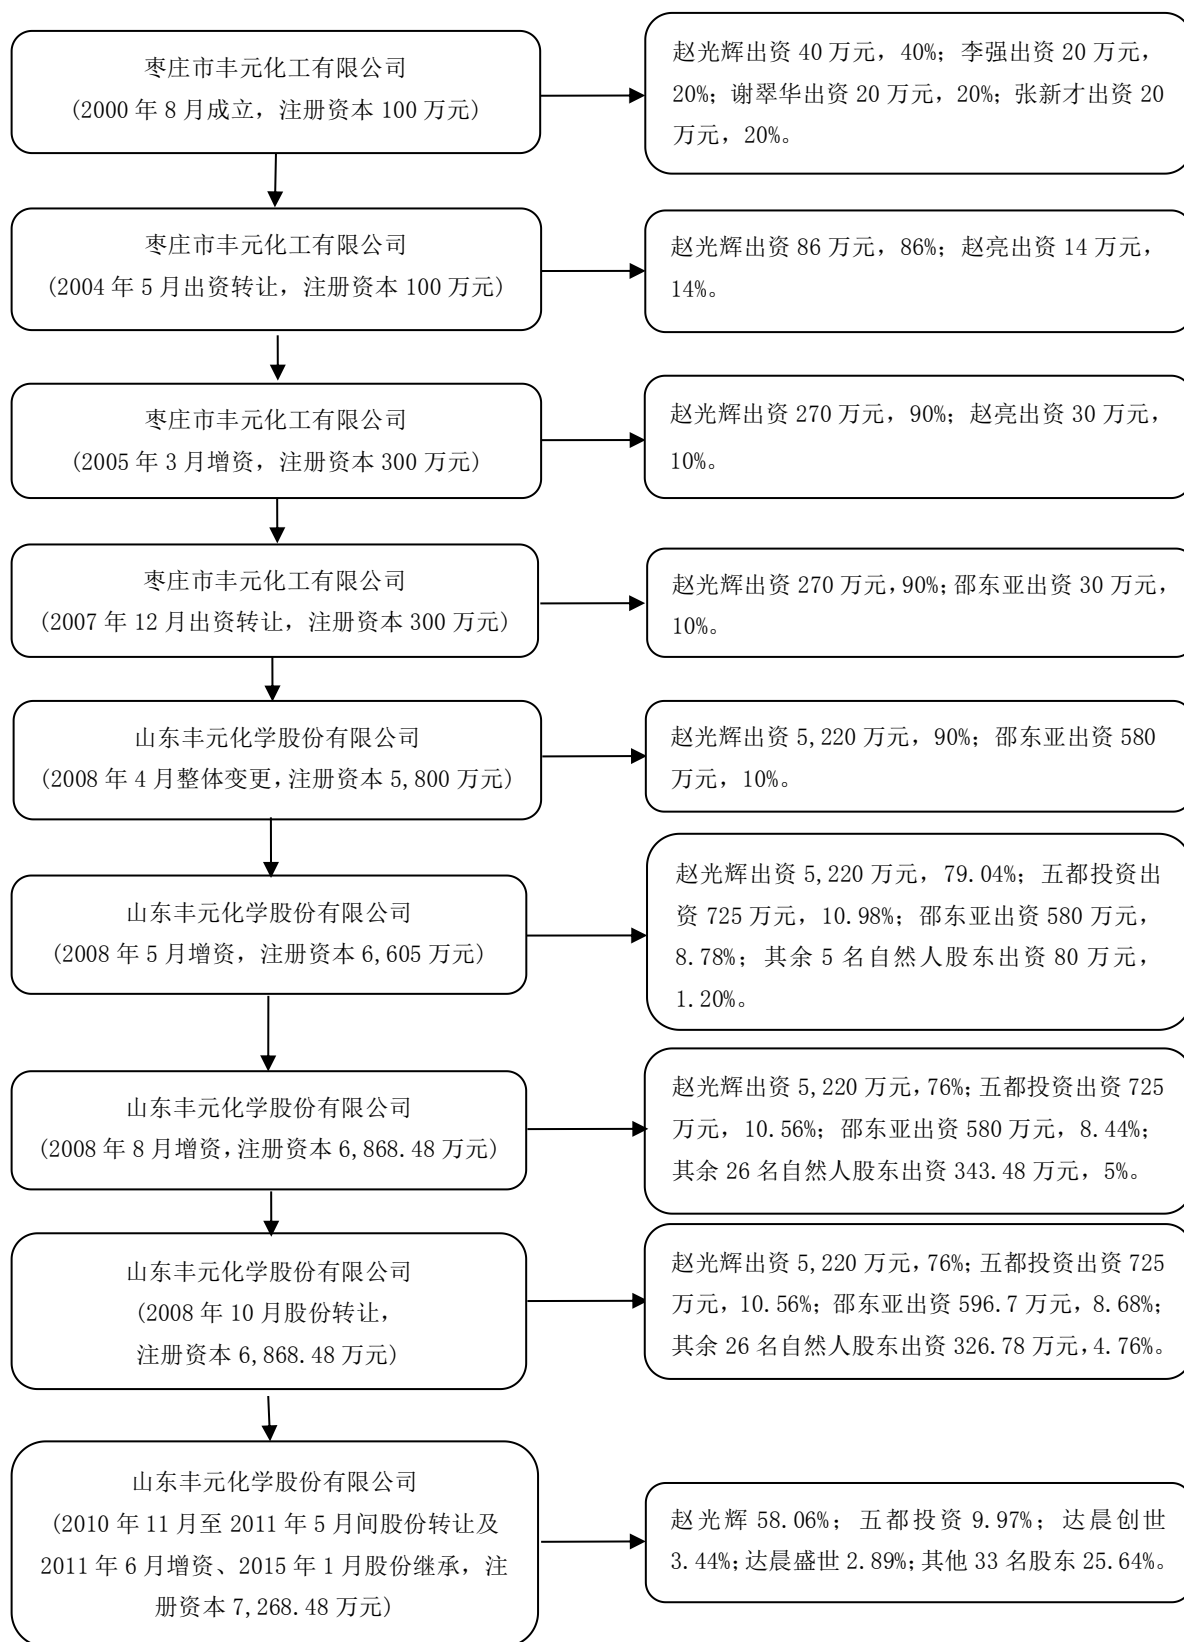 枣庄市丰元化工有限公司
(2000 年 8 月成立，注册资本 100 万元)
赵光辉出资 40 万元，40%；李强出资 20 万元，
20%；谢翠华出资 20 万元，20%；张新才出资 20
万元，20%。
枣庄市丰元化工有限公司
(2004 年 5 月出资转让，注册资本 100 万元)
赵光辉出资 86 万元，86%；赵亮出资 14 万元，
14%。
枣庄市丰元化工有限公司
(2005 年 3 月增资，注册资本 300 万元)
赵光辉出资 270 万元，90%；赵亮出资 30 万元，
10%。
枣庄市丰元化工有限公司
(2007 年 12 月出资转让，注册资本 300 万元)
赵光辉出资 270 万元，90%；邵东亚出资 30 万元，
10%。
山东丰元化学股份有限公司
(2008 年 4 月整体变更，注册资本 5,800 万元)
赵光辉出资 5,220 万元，90%；邵东亚出资 580
万元，10%。
山东丰元化学股份有限公司
(2008 年 5 月增资，注册资本 6,605 万元)
赵光辉出资 5,220 万元，79.04%；五都投资出
资 725 万元，10.98%；邵东亚出资 580 万元，
8.78%；其余 5 名自然人股东出资 80 万元，
1.20%。
山东丰元化学股份有限公司
(2008 年 8 月增资，注册资本 6,868.48 万元)
赵光辉出资 5,220 万元，76%；五都投资出资 725
万元，10.56%；邵东亚出资 580 万元，8.44%；
其余 26 名自然人股东出资 343.48 万元，5%。
山东丰元化学股份有限公司
(2008 年 10 月股份转让，
注册资本 6,868.48 万元)
赵光辉出资 5,220 万元，76%；五都投资出资 725
万元，10.56%；邵东亚出资 596.7 万元，8.68%；
其余 26 名自然人股东出资 326.78 万元，4.76%。
山东丰元化学股份有限公司
(2010 年 11 月至 2011 年 5 月间股份转让及
2011 年 6 月增资、2015 年 1 月股份继承，注
册资本 7,268.48 万元)
赵光辉 58.06%；五都投资 9.97%；达晨创世
3.44%；达晨盛世 2.89%；其他 33 名股东 25.64%。